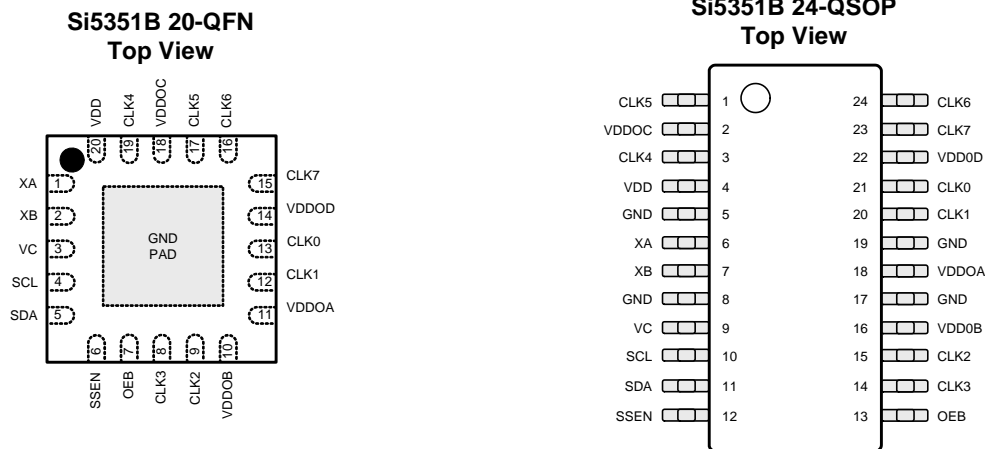 Si5351B 20-QFN
Top View
VDD
CLK4
VDDOC
CLK5
CLK6
20
19
18
17
16
XA 1
XB 2
VC 3
SCL 4
SDA 5
GND
PAD
15 CLK7
14 VDDOD
13 CLK0
12 CLK1
11 VDDOA
6
7
8
9
10
SSEN
OEB
CLK3
CLK2
VDDOB
Si5351B 24-QSOP
Top View
CLK5 1 24 CLK6
VDDOC 2 23 CLK7
CLK4 3 22 VDD0D
VDD 4 21 CLK0
GND 5 20 CLK1
XA 6 19 GND
XB 7 18 VDDOA
GND 8 17 GND
VC 9 16 VDD0B
SCL 10 15 CLK2
SDA 11 14 CLK3
SSEN 12 13 OEB